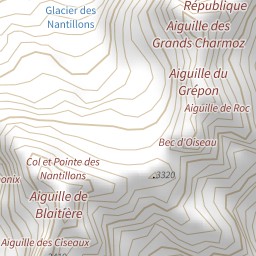 République
Glacier des
Nantillons
Aiguille des
Grands Charmoz
Aiguille du
Grépon
Aiguille de Roc
Bec d'Oiseau
Col et Pointe des
Nantillons
3320
Aiguille de
Blaitière
Aiguille des Ciseaux